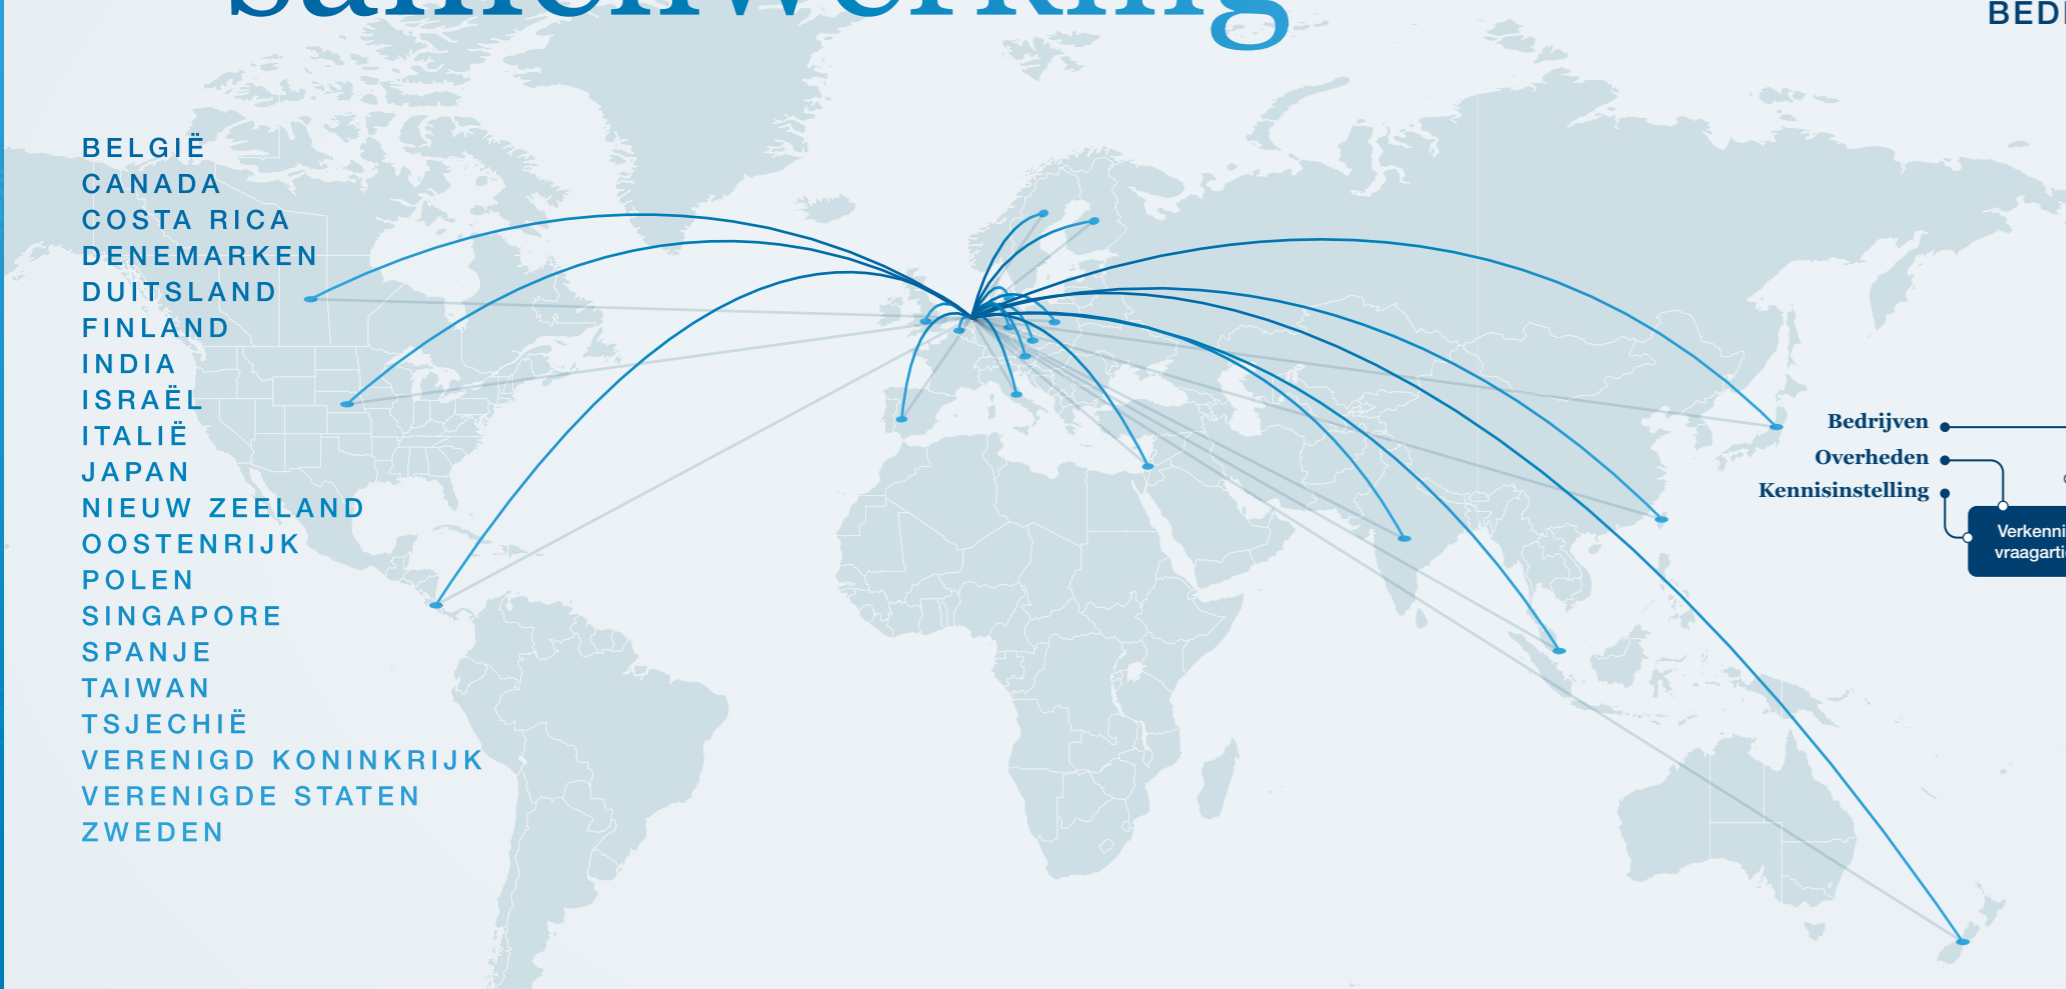 samenwerking
BELGIË
CANADA
COSTA RICA
DENEMARKEN
DUITSLAND
FINLAND
INDIA
ISRAËL
ITALIË
JAPAN
NIEUW ZEELAND
OOSTENRIJK
POLEN
SINGAPORE
SPANJE
TAIWAN
TSJECHIË
VERENIGD KONINKRIJK
VERENIGDE STATEN
ZWEDEN
Bedrijven
Overheden
Kennisinstelling